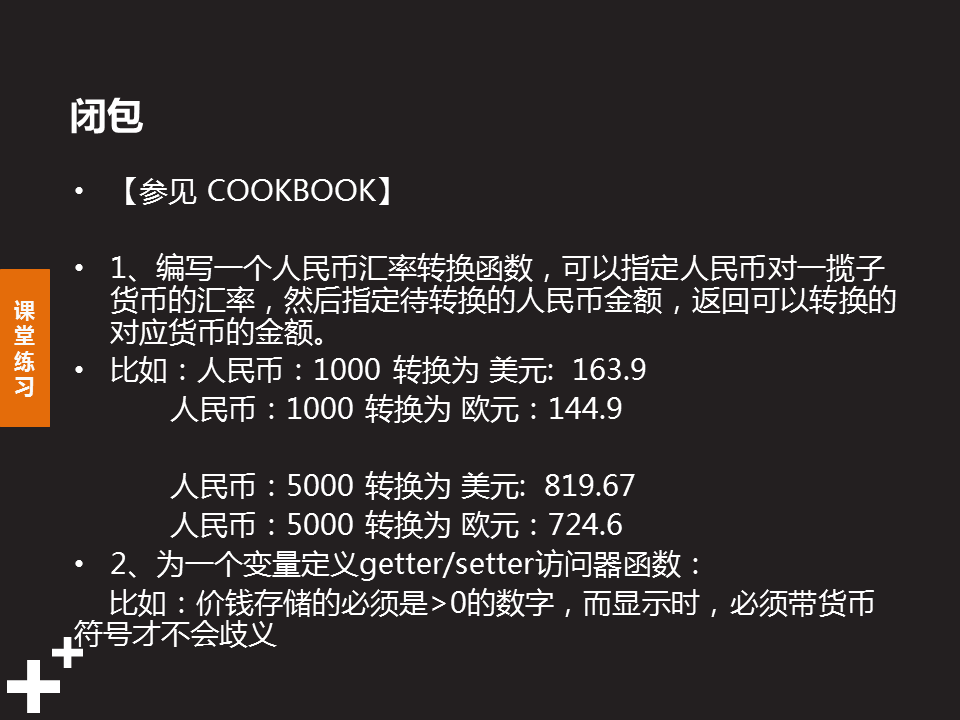 闭包
• 【参见 COOKBOOK】
• 1、编写一个人民币汇率转换函数，可以指定人民币对一揽子
货币的汇率，然后指定待转换的人民币金额，返回可以转换的
对应货币的金额。
• 比如：人民币：1000 转换为 美元: 163.9
人民币：1000 转换为 欧元：144.9
人民币：5000 转换为 美元: 819.67
人民币：5000 转换为 欧元：724.6
• 2、为一个变量定义getter/setter访问器函数：
比如：价钱存储的必须是>0的数字，而显示时，必须带货币
符号才不会歧义
课
堂
练
习